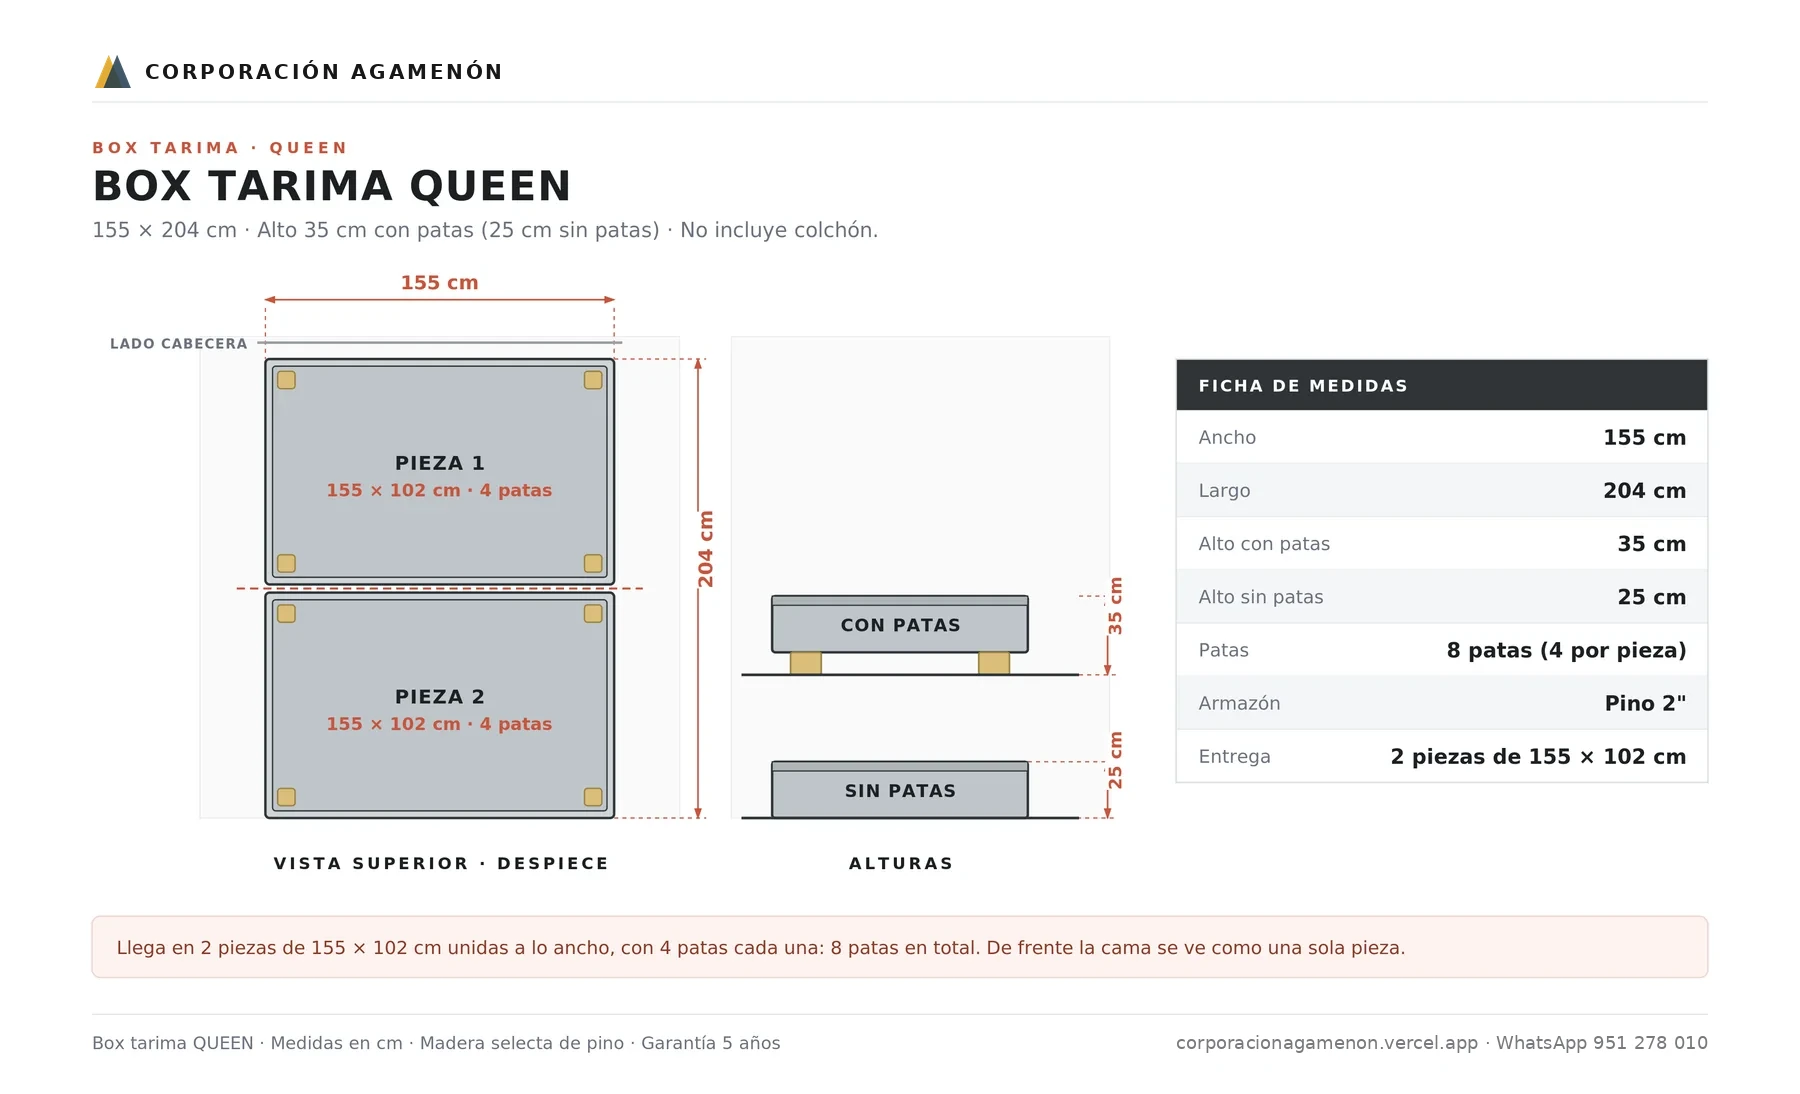 CORPORACIÓN AGAMENÓN
BOX TARIMA · QUEEN
BOX TARIMA QUEEN
155 × 204 cm · Alto 35 cm con patas (25 cm sin patas) · No incluye colchón.
155 cm
LADO CABECERA
PIEZA 1
155 × 102 cm · 4 patas
204 cm
PIEZA 2
155 × 102 cm · 4 patas
VISTA SUPERIOR · DESPIECE
CON PATAS
35 cm
SIN PATAS
25 cm
ALTURAS
FICHA DE MEDIDAS
Ancho 155 cm
Largo 204 cm
Alto con patas 35 cm
Alto sin patas 25 cm
Patas 8 patas (4 por pieza)
Armazón Pino 2"
Entrega 2 piezas de 155 × 102 cm
Llega en 2 piezas de 155 × 102 cm unidas a lo ancho, con 4 patas cada una: 8 patas en total. De frente la cama se ve como una sola pieza.
Box tarima QUEEN · Medidas en cm · Madera selecta de pino · Garantía 5 años
corporacionagamenon.vercel.app · WhatsApp 951 278 010